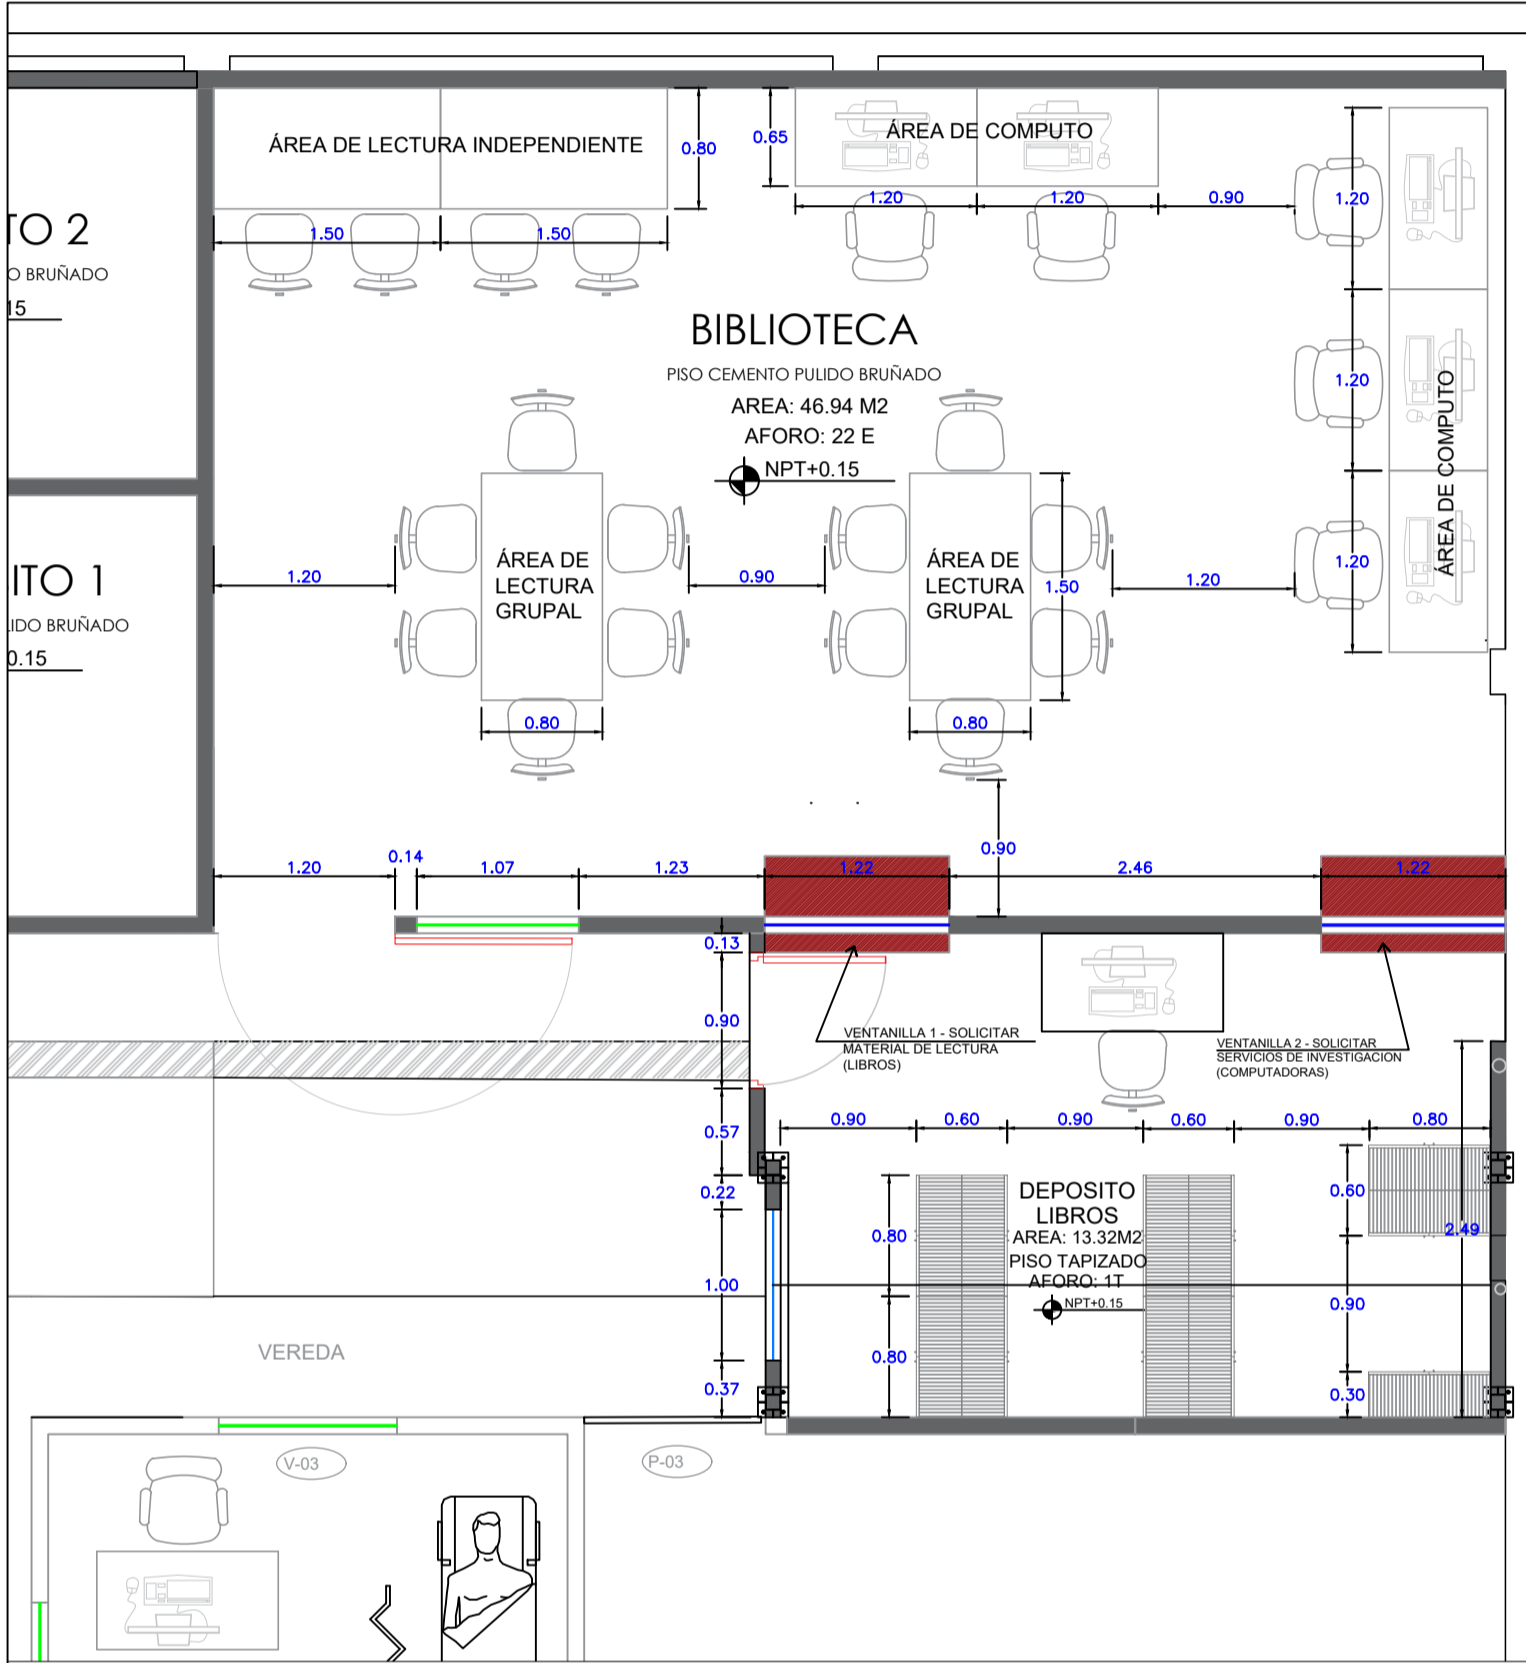 ÁREA DE LECTURA INDEPENDIENTE
0.80
0.65
ÁREA DE COMPUTO
1.50
1.50
1.20
1.20
0.90
1.20
TO 2
O BRUÑADO
15
BIBLIOTECA
PISO CEMENTO PULIDO BRUÑADO
AREA: 46.94 M2
AFORO: 22 E
NPT+0.15
1.20
ÁREA DE COMPUTO
1.20
ITO 1
LIDO BRUÑADO
0.15
1.20
ÁREA DE
LECTURA
GRUPAL
0.90
ÁREA DE
LECTURA
GRUPAL
1.50
1.20
0.80
0.80
0.90
1.20
0.14
1.07
1.23
1.22
2.46
1.22
0.13
0.90
VENTANILLA 1 - SOLICITAR
MATERIAL DE LECTURA
(LIBROS)
VENTANILLA 2 - SOLICITAR
SERVICIOS DE INVESTIGACION
(COMPUTADORAS)
0.57
0.90
0.60
0.90
0.60
0.90
0.80
0.22
0.80
DEPOSITO
LIBROS
AREA: 13.32M2
PISO TAPIZADO
AFORO: 1T
NPT+0.15
0.60
2.49
1.00
0.90
0.80
0.37
0.30
VEREDA
V-03
P-03